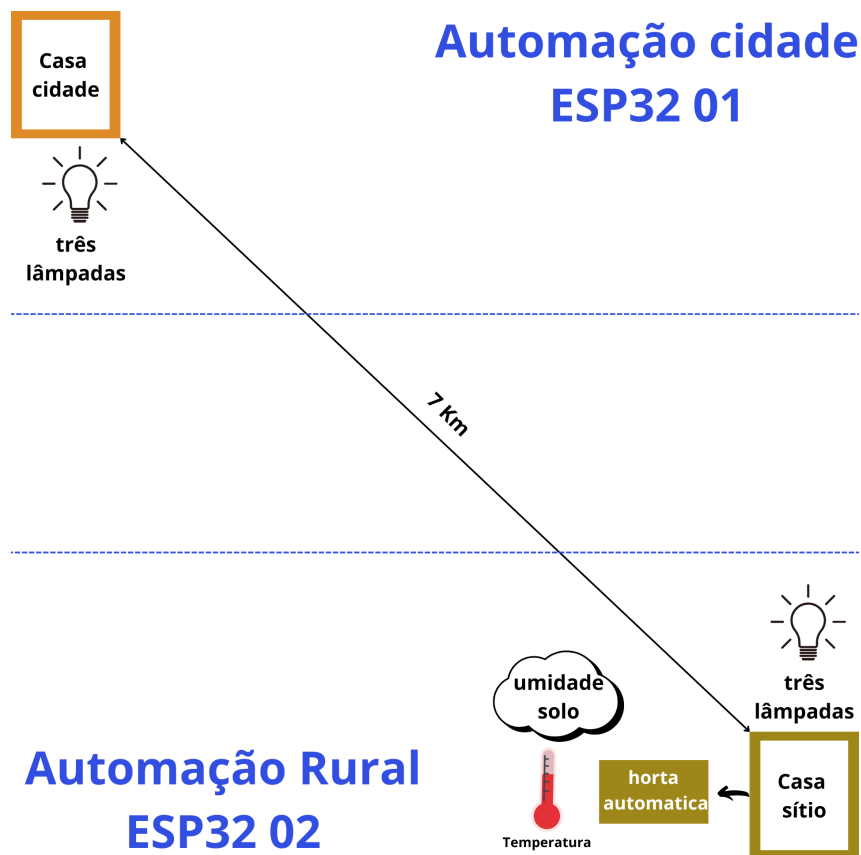 Automação cidade
ESP32 01
Casa
cidade
três
lâmpadas
7 Km
três
lâmpadas
umidade
solo
Automação Rural
ESP32 02
Temperatura
horta
automatica
Casa
sítio